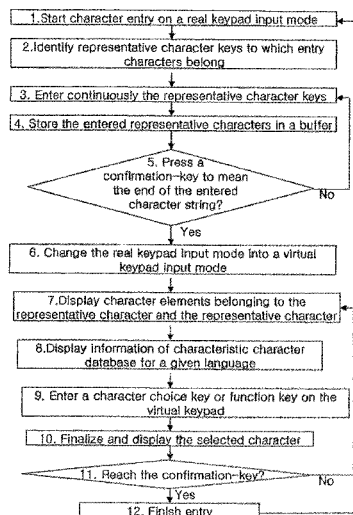 1.Start character entry on a real keypad input mode
2.Identify representative character keys to which entry
characters belong
3. Enter continuously the representative character keys
4. Store the entered representative characters in a buffer
5. Press a
confirmation-key to mean
the end of the entered
character string?
No
Yes
6. Change the real keypad input mode into a virtual
keypad input mode
7.Display character elements belonging to the
representative character and the representative character
8.Display information of characteristic character
database for a given language
9. Enter a character choice key or function key on the
virtual keypad
10. Finalize and display the selected character
11. Reach the confirmation-key?
No
Yes
12. Finish entry